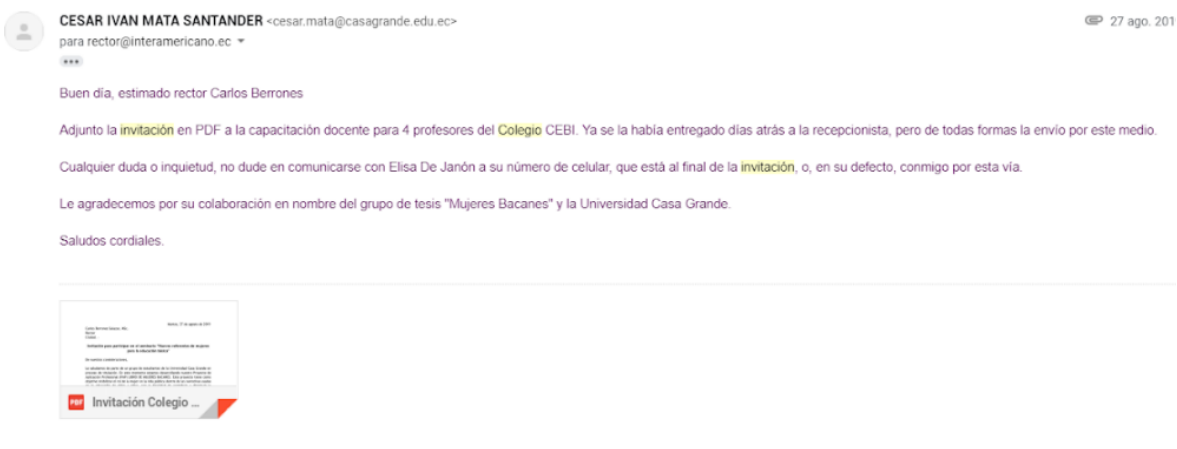 CESAR IVAN MATA SANTANDER <cesar.mata@casagrande.edu.ec>
27 ago. 201
para rector@interamericano.ec
Buen día, estimado rector Carlos Berrones
Adjunto la invitación en PDF a la capacitación docente para 4 profesores del Colegio CEBI. Ya se la había entregado días atrás a la recepcionista, pero de todas formas la envío por este medio.
Cualquier duda o inquietud, no dude en comunicarse con Elisa De Janón a su número de celular, que está al final de la invitación, o, en su defecto, conmigo por esta vía.
Le agradecemos por su colaboración en nombre del grupo de tesis "Mujeres Bacanes" y la Universidad Casa Grande.
Saludos cordiales.
PDF Invitación Colegio ...